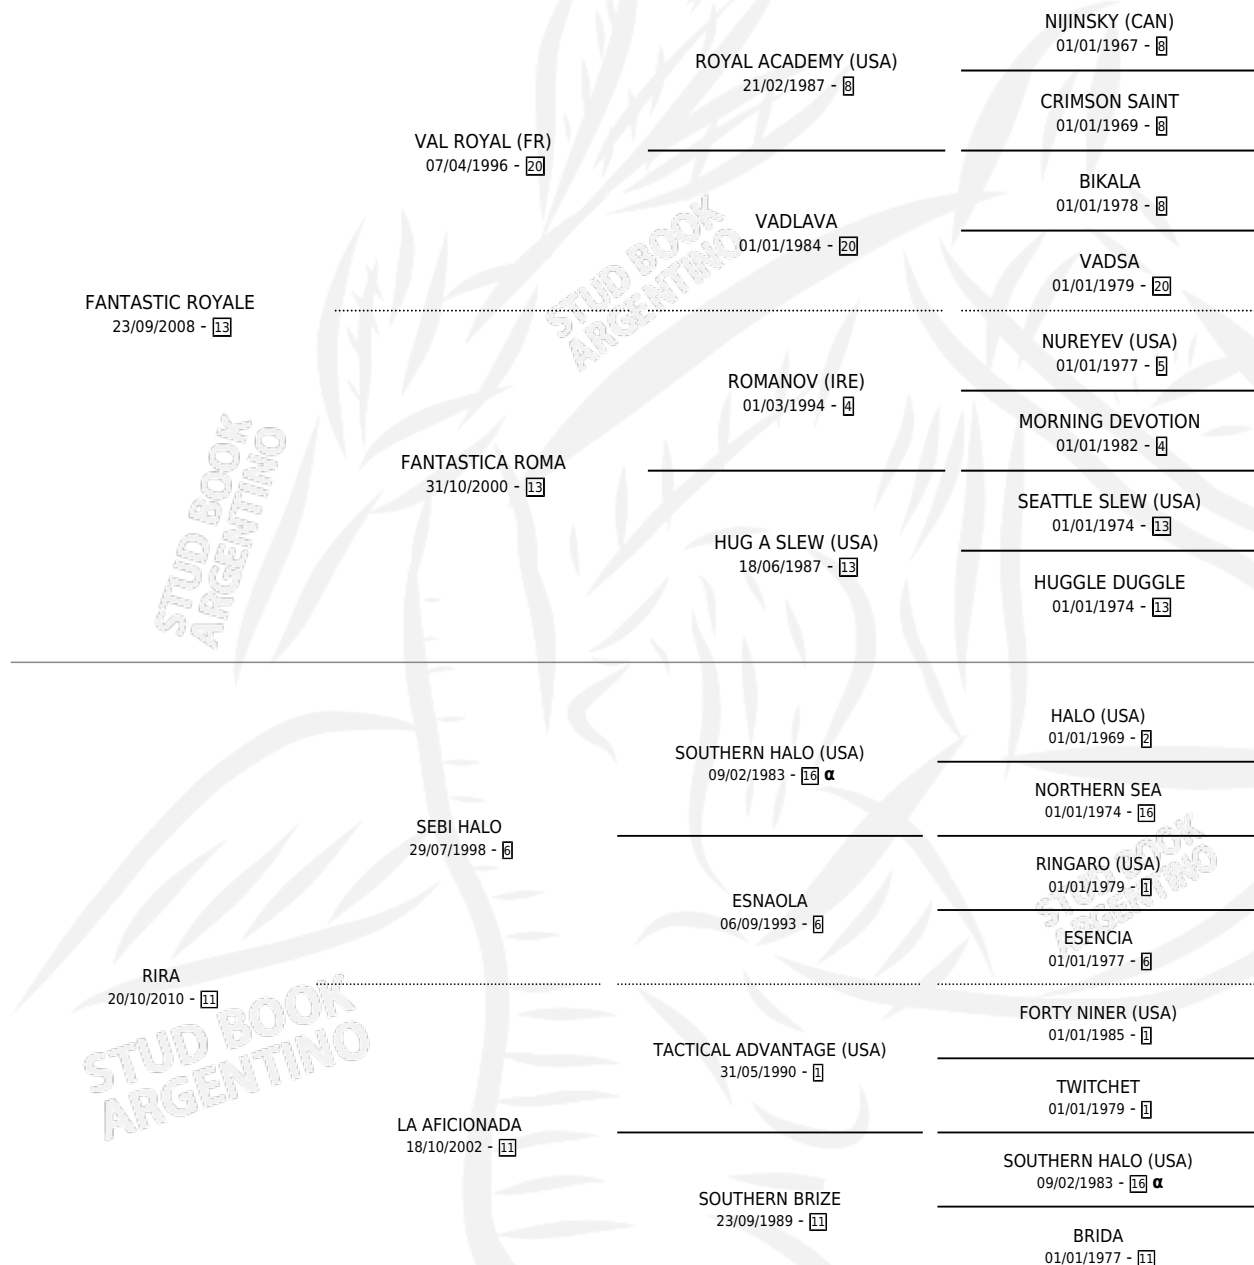 NIJINSKY (CAN)
01/01/1967 - 8
ROYAL ACADEMY (USA)
21/02/1987 - 8
CRIMSON SAINT
01/01/1969 - 8
VAL ROYAL (FR)
07/04/1996 - 20
BIKALA
01/01/1978 - 8
VADLAVA
01/01/1984 - 20
VADSA
01/01/1979 - 20
FANTASTIC ROYALE
23/09/2008 - 13
NUREYEV (USA)
01/01/1977 - 5
ROMANOV (IRE)
01/03/1994 - 4
MORNING DEVOTION
01/01/1982 - 4
FANTASTICA ROMA
31/10/2000 - 13
SEATTLE SLEW (USA)
01/01/1974 - 13
HUG A SLEW (USA)
18/06/1987 - 13
HUGGLE DUGGLE
01/01/1974 - 13
HALO (USA)
01/01/1969 - 2
SOUTHERN HALO (USA)
09/02/1983 - 16 α
NORTHERN SEA
01/01/1974 - 16
SEBI HALO
29/07/1998 - 6
RINGARO (USA)
01/01/1979 - 1
ESNAOLA
06/09/1993 - 6
ESENCIA
01/01/1977 - 6
RIRA
20/10/2010 - 11
FORTY NINER (USA)
01/01/1985 - 1
TACTICAL ADVANTAGE (USA)
31/05/1990 - 1
TWITCHET
01/01/1979 - 1
LA AFICIONADA
18/10/2002 - 11
SOUTHERN HALO (USA)
09/02/1983 - 16 α
SOUTHERN BRIZE
23/09/1989 - 11
BRIDA
01/01/1977 - 11
STUD BOOK
ARGENTINO
STUD BOOK
ARGENTINO
STUD BOOK
ARGENTINO
STUD BOOK
ARGENTINO